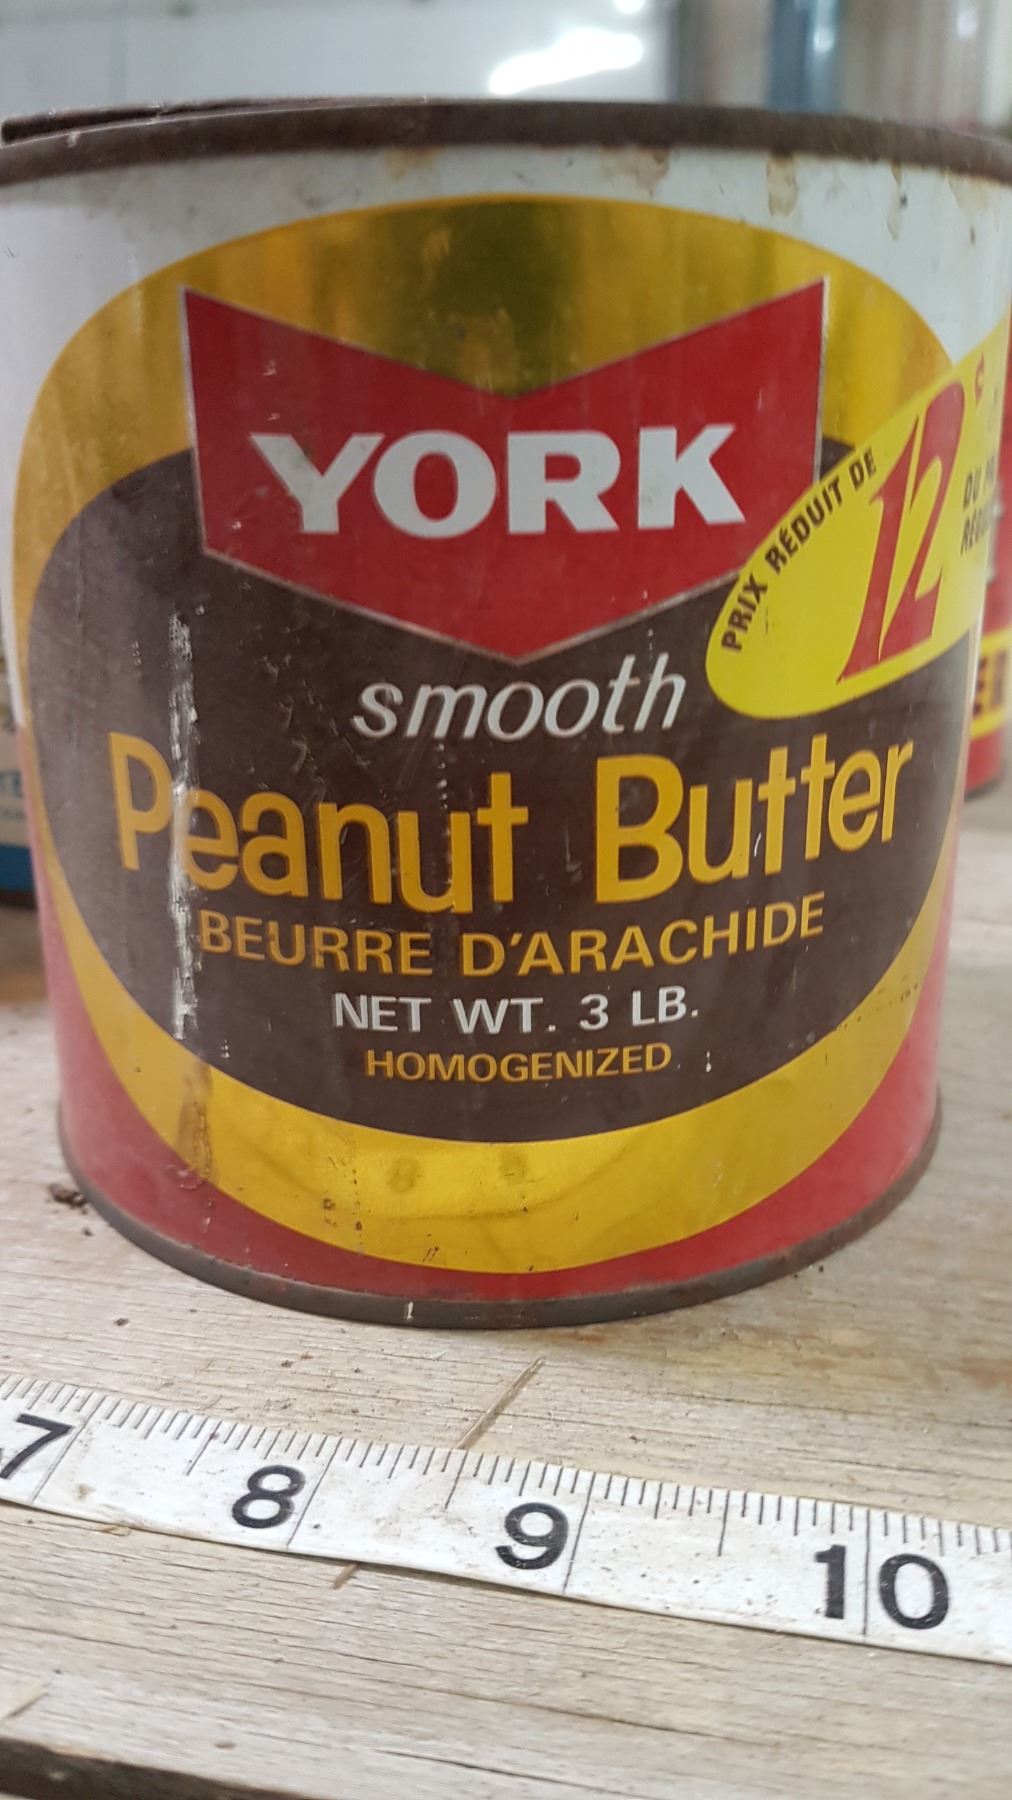 YORK
PRIX RÉDUIT DE
12¢
DU
smooth
Peanut Butter
BEURRE D'ARACHIDE
NET WT. 3 LB.
HOMOGENIZED
7 8 9 10